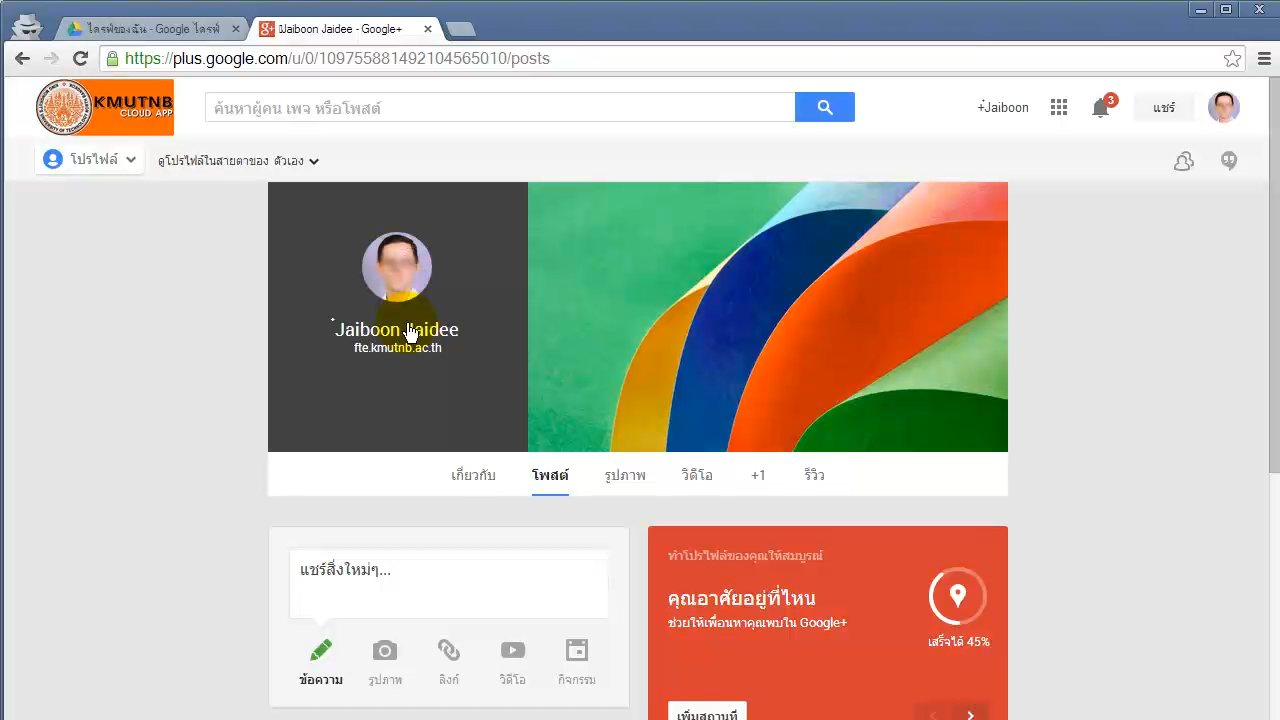 ไดรฟ์ของฉัน - Google ไดรฟ์
Jaiboon Jaidee - Google+
https://plus.google.com/u/0/109755881492104565010/posts
KMUTNB
CLOUD APP
ค้นหาผู้คน เพจ หรือโพสต์
+Jaiboon
3
แชร์
โปรไฟล์
ดูโปรไฟล์ในสายตาของ ตัวเอง
Jaiboon Jaidee
fte.kmutnb.ac.th
เกี่ยวกับ
โพสต์
รูปภาพ
วิดีโอ
+1
รีวิว
แชร์สิ่งใหม่ๆ...
ข้อความ
รูปภาพ
ลิงก์
วิดีโอ
กิจกรรม
ทำโปรไฟล์ของคุณให้สมบูรณ์
คุณอาศัยอยู่ที่ไหน
ช่วยให้เพื่อนหาคุณพบใน Google+
เสร็จได้ 45%
เพิ่มสถานที่